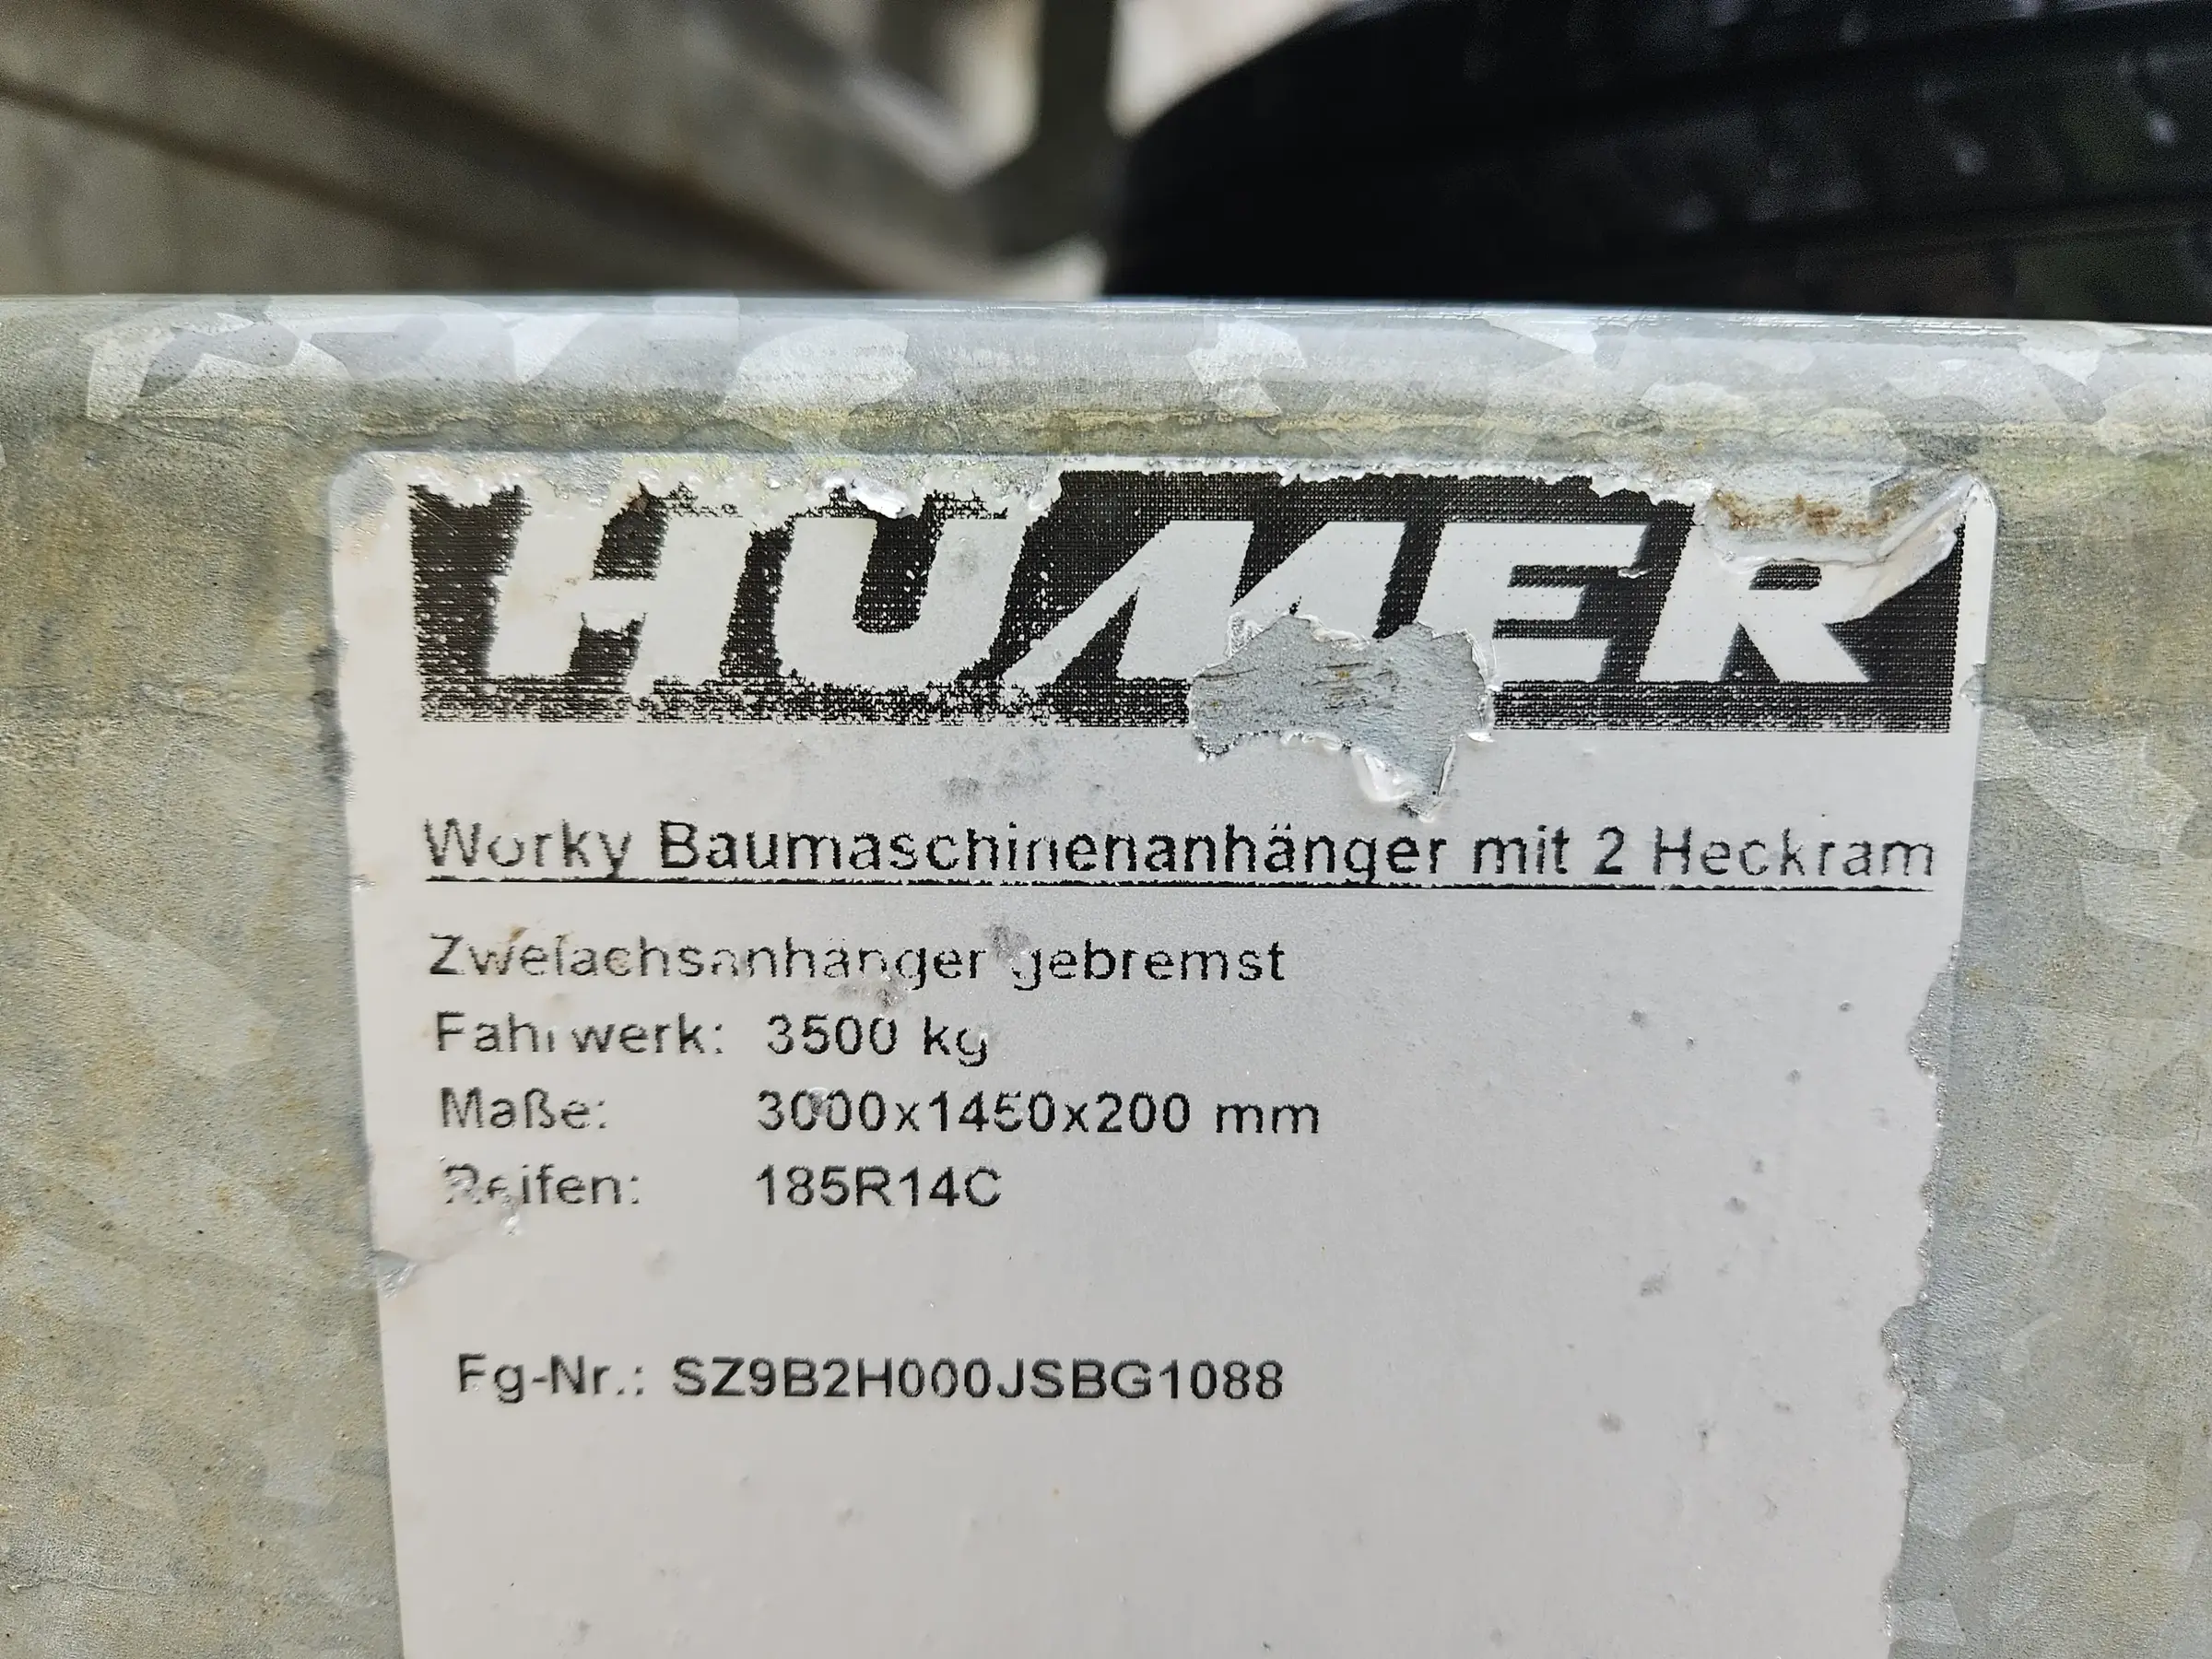 HUMER
Worky Baumaschinenanhänger mit 2 Heckram
Zweiachsanhänger gebremst
Fahrwerk: 3500 kg
Maße: 3000x1450x200 mm
Reifen: 185R14C
Fg-Nr.: SZ9B2H000JSBG1088